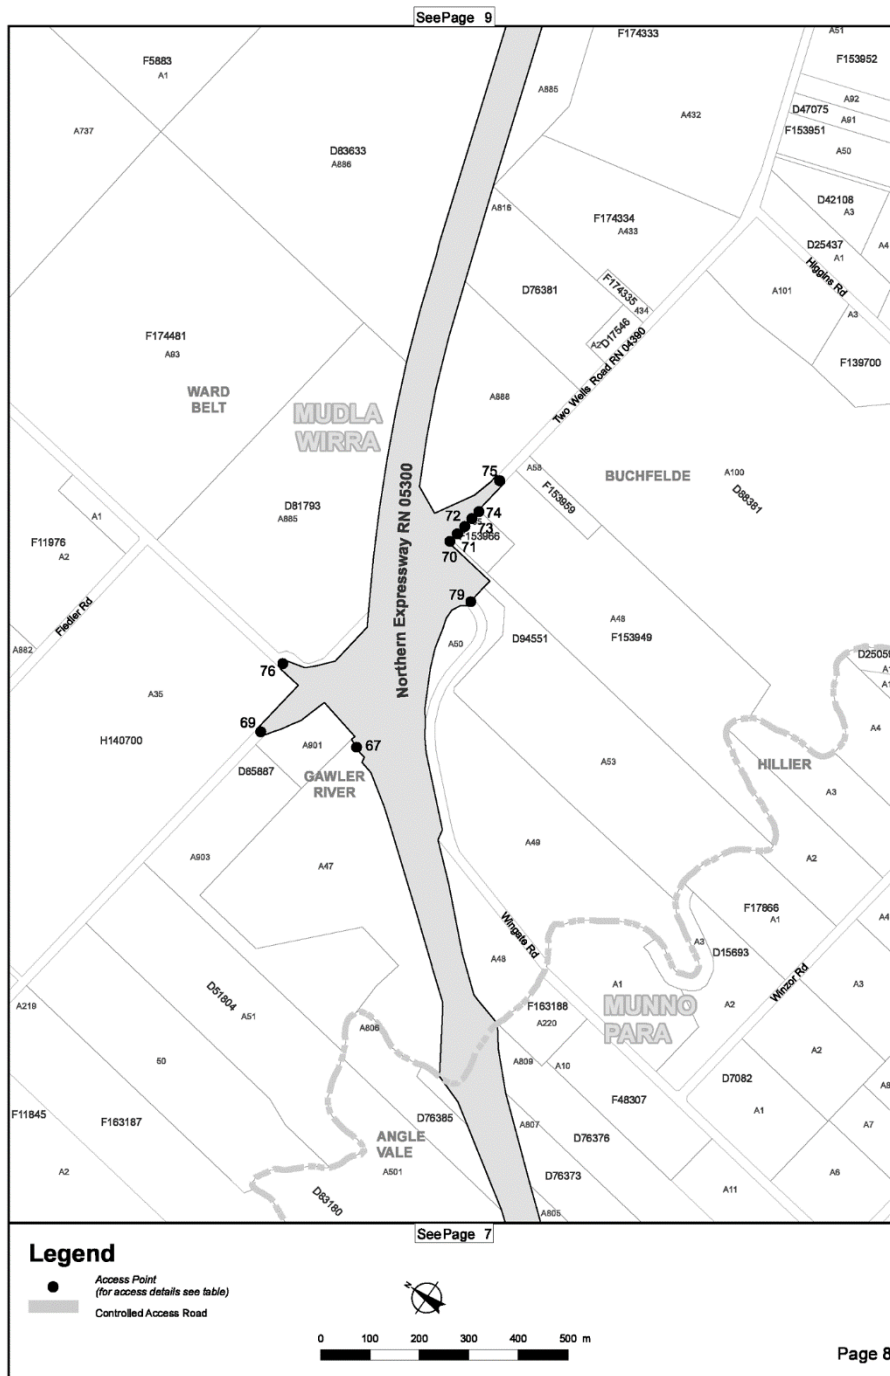 See Page 9
F5883
A1
A737
D83633
A886
A885
F174333
A432
A51
F153952
A92
D47075
A91
F153951
A50
D42108
A3
A4
D25437
A1
Higgins Rd
A101
A3
F139700
A816
F174334
A433
D76381
F174335
434
D17546
A2
Two Wells Road RN 04390
F174481
A93
WARD
BELT
MUDLA
WIRRA
A888
75
A58
F153959
BUCHFELDE
A100
D88381
D81793
A885
Northern Expressway RN 05300
72
74
73
F153966
70
71
79
A50
D94551
A48
F153949
A1
F11976
A2
Fiedler Rd
A882
76
A35
H140700
69
A901
67
D85887
GAWLER
RIVER
A903
A47
A53
HILLIER
A4
A3
A2
A49
F17866
A1
A3
D15693
Wingate Rd
A48
A1
MUNNO
PARA
F163188
A220
A2
Winzor Rd
A3
A2
A219
D51804
A51
A806
60
F11845
F163187
A2
A809
A10
F48307
D7082
A1
A7
A6
D76385
A807
D76376
D76373
A11
ANGLE
VALE
A501
D83180
A805
See Page 7
Legend
Access Point
(for access details see table)
Controlled Access Road
N
0 100 200 300 400 500 m
Page 8